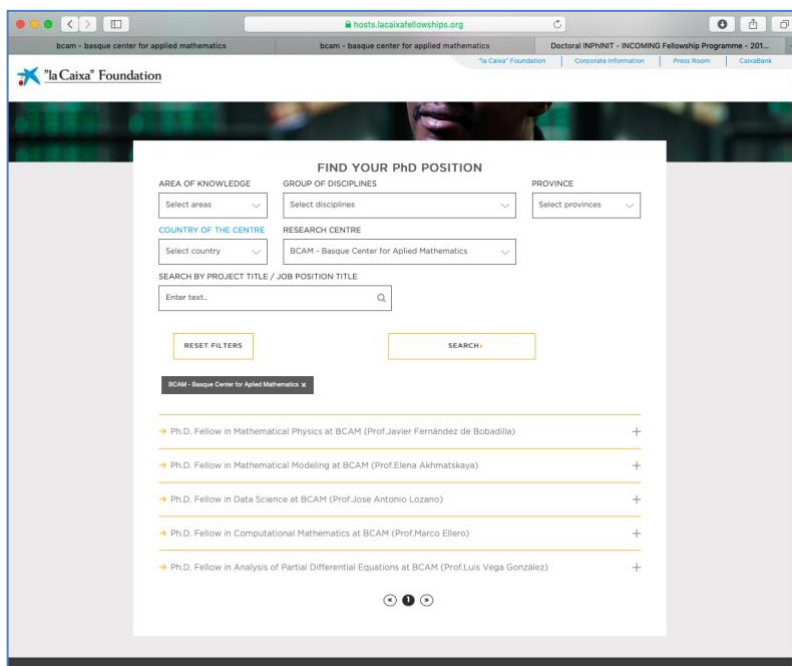 hosts.lacaixafellowships.org
bcam - basque center for applied mathematics
bcam - basque center for applied mathematics
Doctoral INPhINIT - INCOMING Fellowship Programme - 201...
"la Caixa" Foundation
Corporate Information
Press Room
CaixaBank
"la Caixa" Foundation
FIND YOUR PhD POSITION
AREA OF KNOWLEDGE
GROUP OF DISCIPLINES
PROVINCE
Select areas
Select disciplines
Select provinces
COUNTRY OF THE CENTRE
RESEARCH CENTRE
Select country
BCAM - Basque Center for Aplied Mathematics
SEARCH BY PROJECT TITLE / JOB POSITION TITLE
Enter text..
RESET FILTERS
SEARCH›
BCAM - Basque Center for Aplied Mathematics x
Ph.D. Fellow in Mathematical Physics at BCAM (Prof.Javier Fernández de Bobadilla)
Ph.D. Fellow in Mathematical Modeling at BCAM (Prof.Elena Akhmatskaya)
Ph.D. Fellow in Data Science at BCAM (Prof.Jose Antonio Lozano)
Ph.D. Fellow in Computational Mathematics at BCAM (Prof.Marco Ellero)
Ph.D. Fellow in Analysis of Partial Differential Equations at BCAM (Prof.Luis Vega González)
« 1 »